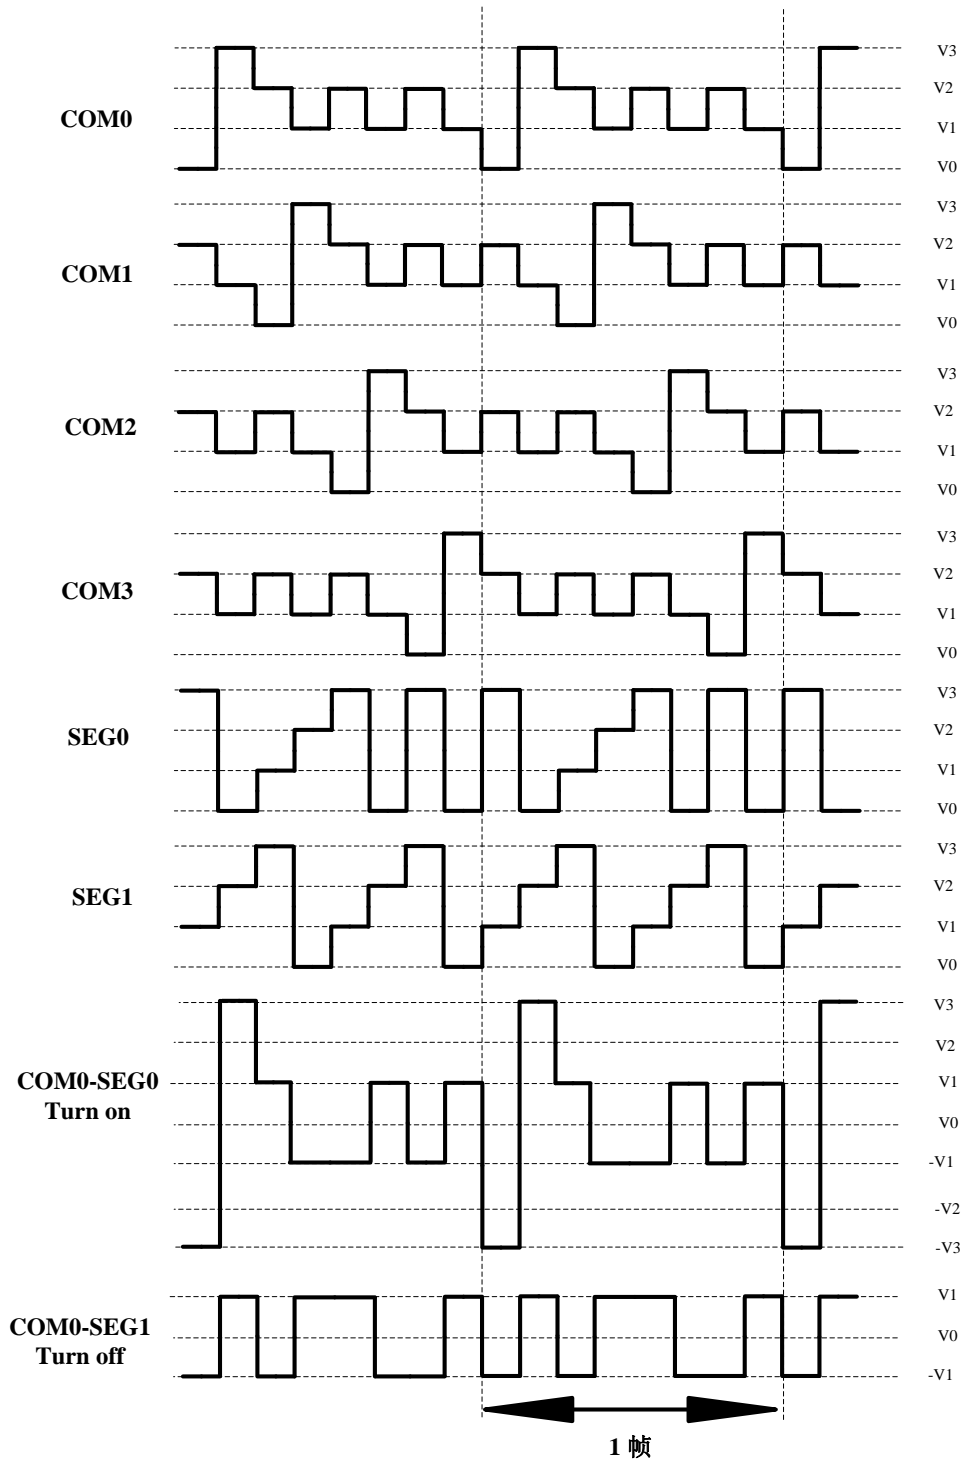 V3
V2
COM0
V1
V0
V3
V2
COM1
V1
V0
V3
V2
COM2
V1
V0
V3
V2
COM3
V1
V0
V3
V2
SEG0
V1
V0
V3
V2
SEG1
V1
V0
V3
V2
COM0-SEG0
Turn on
V1
V0
-V1
-V2
-V3
V1
COM0-SEG1
Turn off
V0
-V1
1 帧